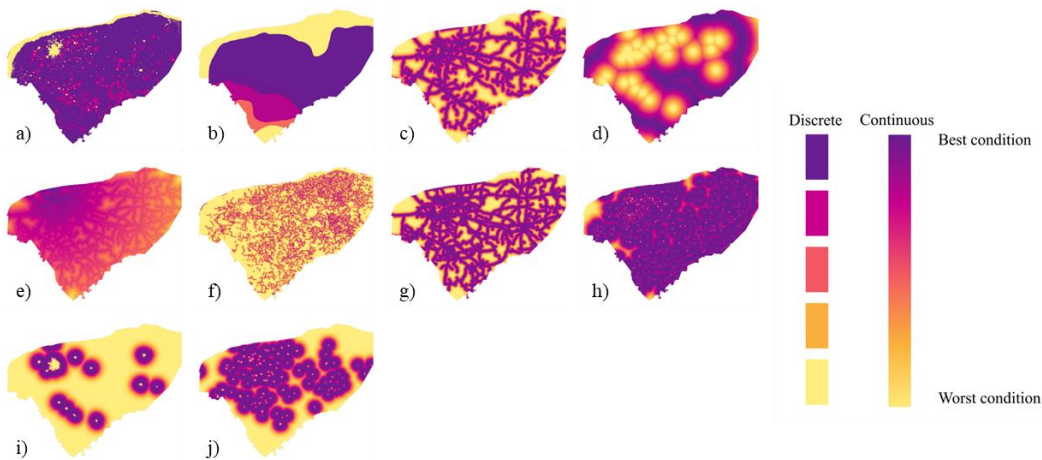 a)
b)
c)
d)
e)
f)
g)
h)
i)
j)
Discrete
Continuous
Best condition
Worst condition